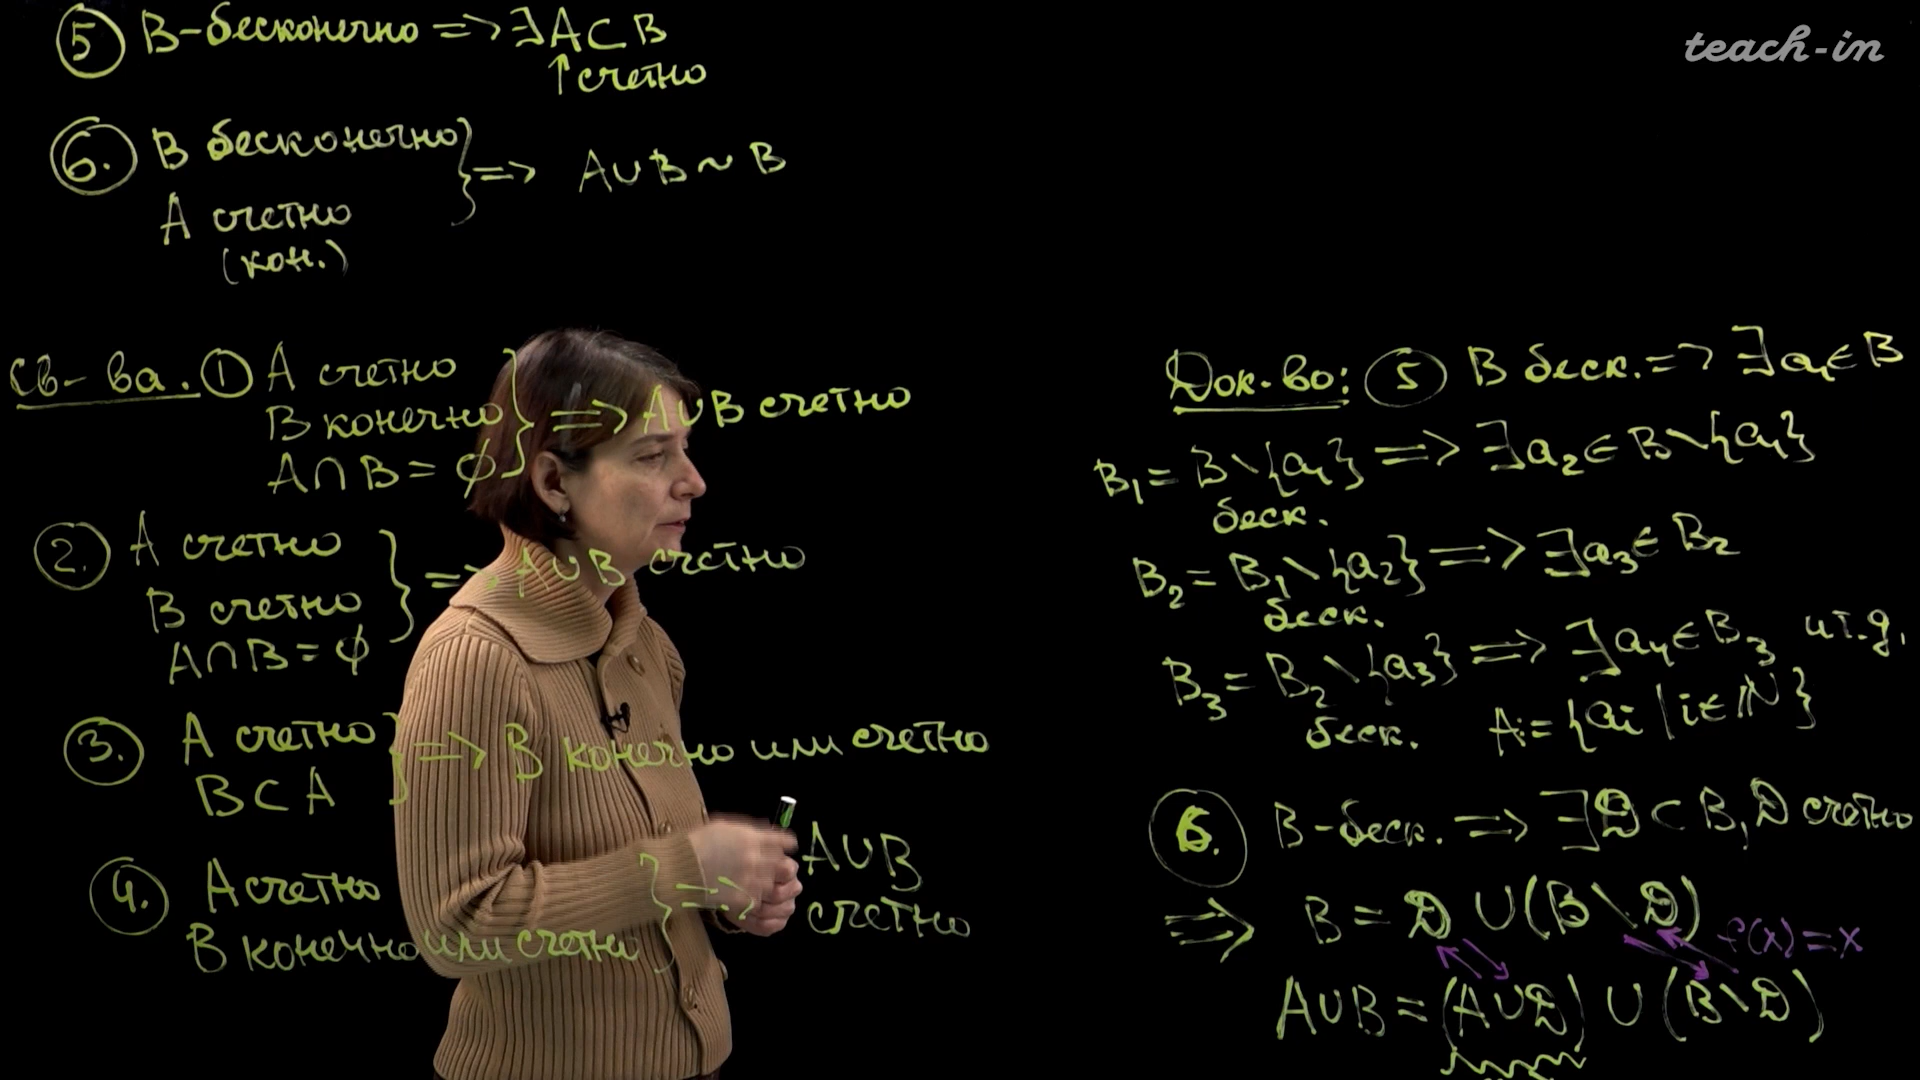 ⑤ B-бесконечно => ∃A⊂B
↑счетно
teach-in
⑥. B бесконечно
A счетно
(кон.)
} => A∪B ~ B
Св-ва. ① A счетно
B конечно
A∩B=∅
} => A∪B счетно
②. A счетно
B счетно
A∩B=∅
} => A∪B счетно
③. A счетно
B⊂A
} => B конечно или счетно
④. A счетно
B конечно или счетно
} => A∪B
счетно
Док-во: ⑤ B беск. => ∃a₁∈B
B₁ = B\{a₁} => ∃a₂∈B\{a₁}
беск.
B₂ = B₁\{a₂} => ∃a₃∈B₂
беск.
B₃ = B₂\{a₃} => ∃a₄∈B₃ и т.д.
беск. A:={ai | i∈ℕ}
⑥. B-беск. => ∃D⊂B, D счетно
=> B = D ∪(B\D)
f(x)=x
A∪B = (A∪D) ∪ (B\D)